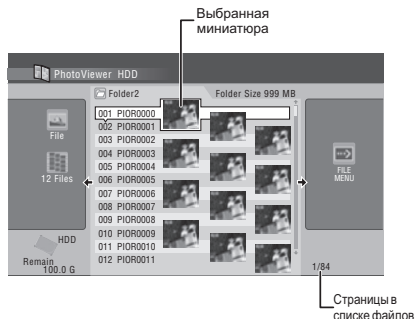 Выбранная
миниатюра
PhotoViewer HDD
Folder2
Folder Size 999 MB
001 PIOR0000
002 PIOR0001
003 PIOR0002
004 PIOR0003
005 PIOR0004
006 PIOR0005
007 PIOR0006
008 PIOR0007
009 PIOR0008
010 PIOR0009
011 PIOR0010
012 PIOR0011
File
12 Files
FILE
MENU
HDD
Remain
100.0 G
1/84
Страницы в
списке файлов